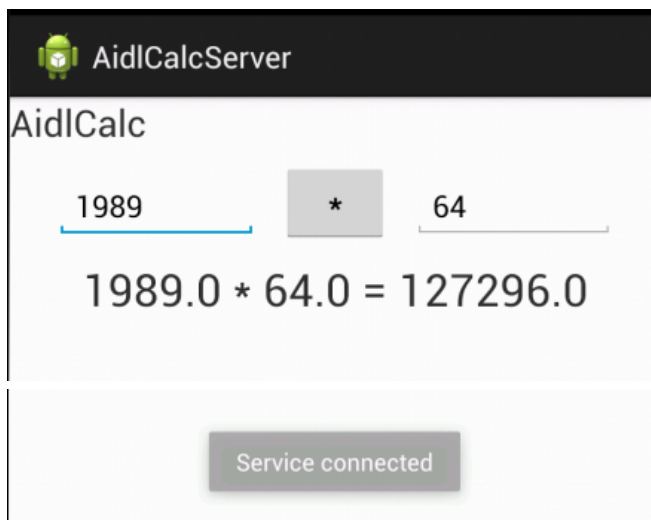 AidlCalcServer
AidlCalc
1989 * 64
1989.0 * 64.0 = 127296.0
Service connected